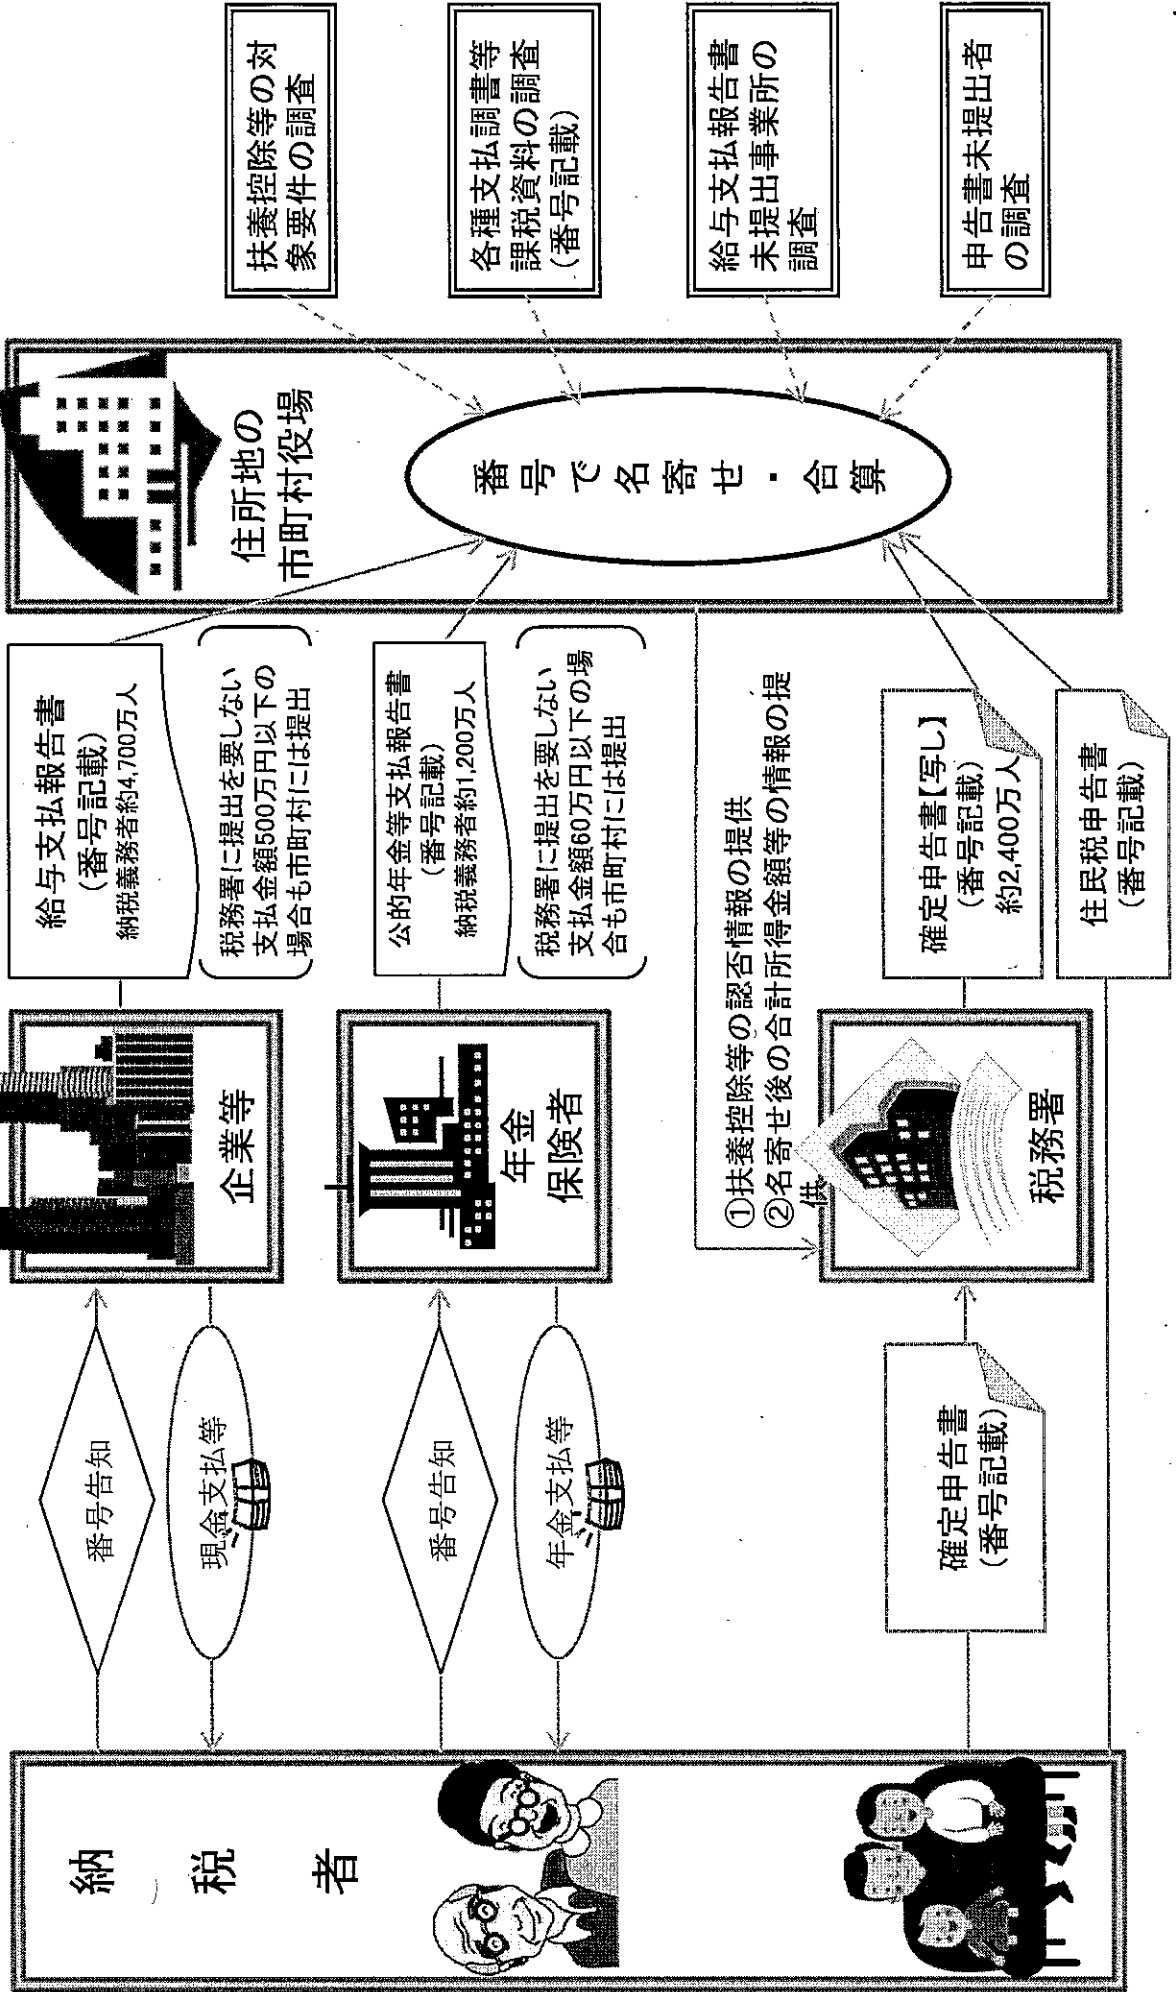 納税者
番号告知
現金支払等
番号告知
年金支払等
確定申告書
（番号記載）
企業等
年金
保険者
税務署
給与支払報告書
（番号記載）
納税義務者約4,700万人
税務署に提出を要しない
支払金額500万円以下の
場合も市町村には提出
公的年金等支払報告書
（番号記載）
納税義務者約1,200万人
税務署に提出を要しない
支払金額60万円以下の場
合も市町村には提出
①扶養控除等の認否情報の提供
②名寄せ後の合計所得金額等の情報の提
供
確定申告書【写し】
（番号記載）
約2,400万人
住民税申告書
（番号記載）
住所地の
市町村役場
番号で名寄せ・合算
扶養控除等の対
象要件の調査
各種支払調書等
課税資料の調査
（番号記載）
給与支払報告書
未提出事業所の
調査
申告書未提出者
の調査